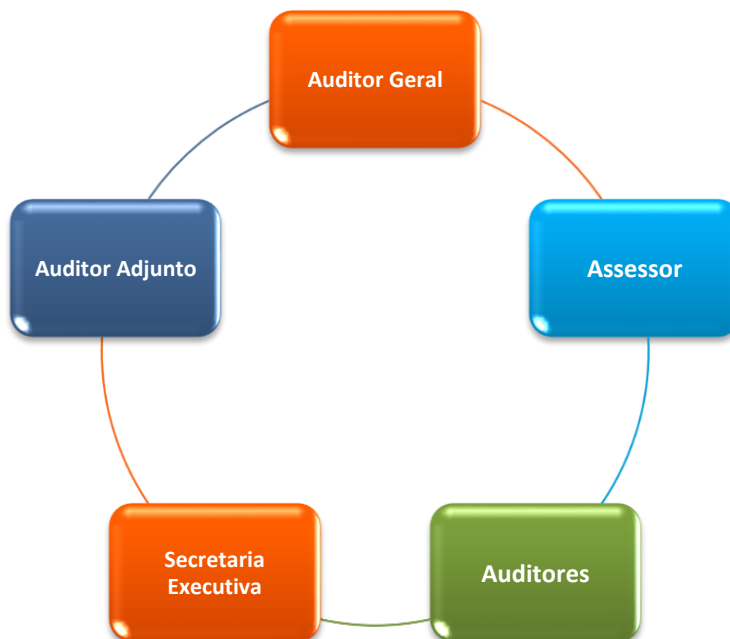 Auditor Geral
Assessor
Auditores
Secretaria
Executiva
Auditor Adjunto